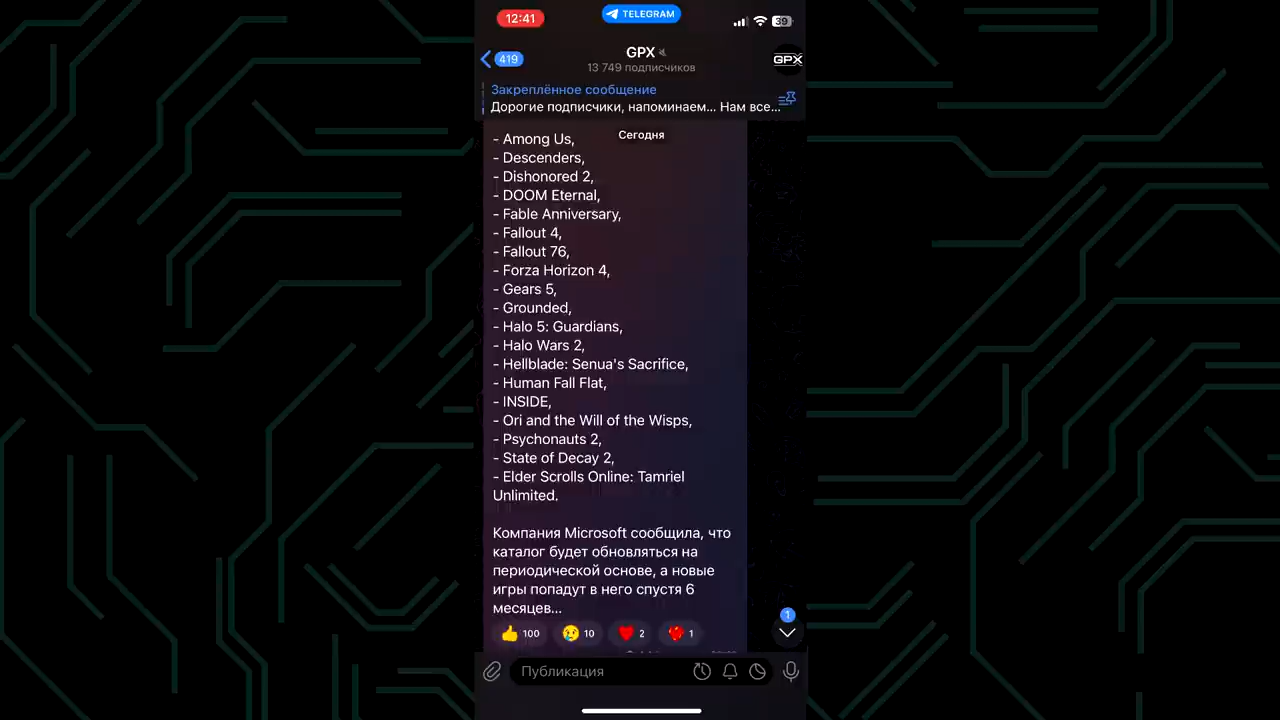 12:41
TELEGRAM
39
419
GPX
13 749 подписчиков
GPX
Закреплённое сообщение
Дорогие подписчики, напоминаем... Нам все...
Сегодня
- Among Us,
- Descenders,
- Dishonored 2,
- DOOM Eternal,
- Fable Anniversary,
- Fallout 4,
- Fallout 76,
- Forza Horizon 4,
- Gears 5,
- Grounded,
- Halo 5: Guardians,
- Halo Wars 2,
- Hellblade: Senua's Sacrifice,
- Human Fall Flat,
- INSIDE,
- Ori and the Will of the Wisps,
- Psychonauts 2,
- State of Decay 2,
- Elder Scrolls Online: Tamriel
Unlimited.
Компания Microsoft сообщила, что
каталог будет обновляться на
периодической основе, а новые
игры попадут в него спустя 6
месяцев...
100 10 2 1
1
Публикация